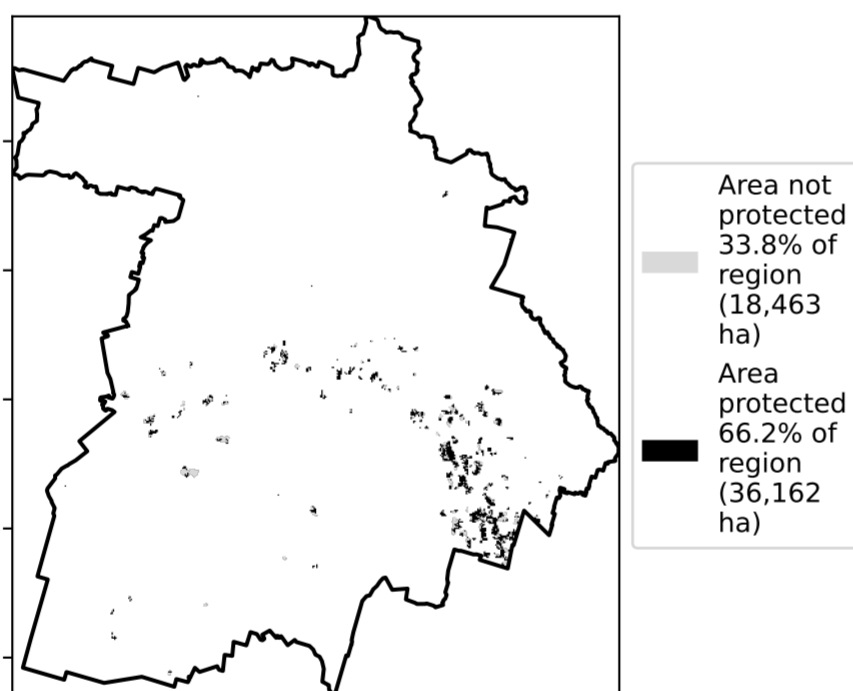 Area not
protected
33.8% of
region
(18,463
ha)
Area
protected
66.2% of
region
(36,162
ha)